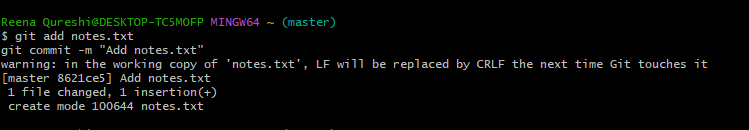 Reena Qureshi@DESKTOP-TC5MOFP MINGW64 ~ (master)
$ git add notes.txt
git commit -m "Add notes.txt"
warning: in the working copy of 'notes.txt', LF will be replaced by CRLF the next time Git touches it
[master 8621ce5] Add notes.txt
 1 file changed, 1 insertion(+)
 create mode 100644 notes.txt